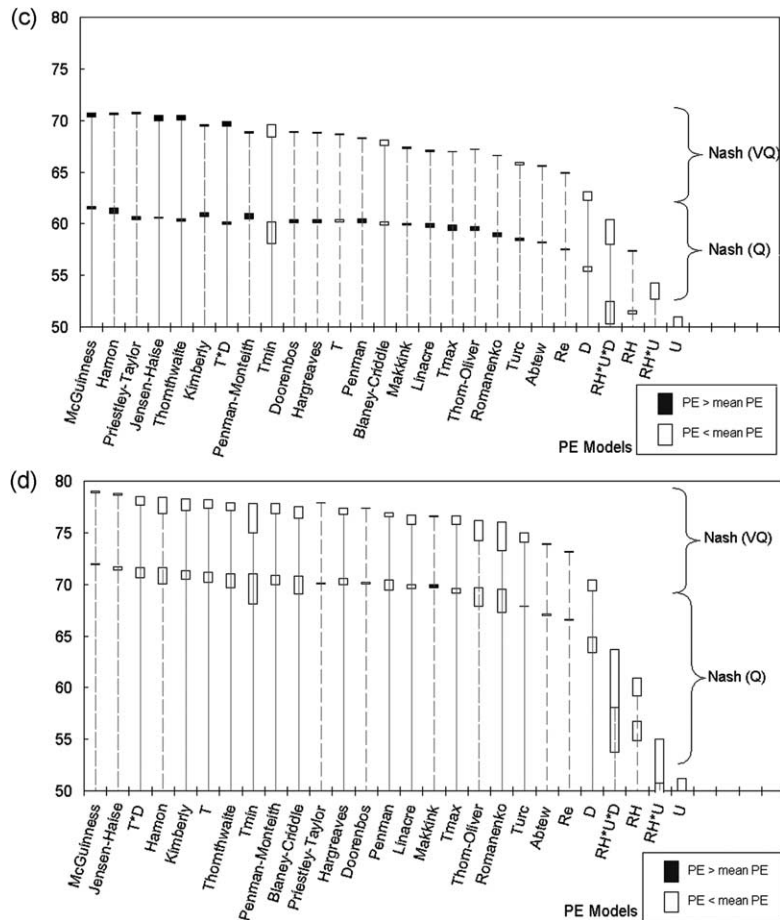 (c)
80
75
70
65
60
55
50
Nash (VQ)
Nash (Q)
McGuinness
Hamon
Priestley-Taylor
Jensen-Haise
Thornthwaite
Kimberly
T*D
Penman-Monteith
Tmin
Doorenbos
Hargreaves
T
Penman
Blaney-Criddle
Makkink
Linacre
Tmax
Thom-Oliver
Romanenko
Turc
Abtew
Re
D
RH*U*D
RH
RH*U
U
PE > mean PE
PE < mean PE
PE Models
(d)
80
75
70
65
60
55
50
Nash (VQ)
Nash (Q)
McGuinness
Jensen-Haise
T*D
Hamon
Kimberly
T
Thornthwaite
Tmin
Penman-Monteith
Blaney-Criddle
Priestley-Taylor
Hargreaves
Doorenbos
Penman
Linacre
Makkink
Tmax
Thom-Oliver
Romanenko
Turc
Abtew
Re
D
RH*U*D
RH
RH*U
U
PE > mean PE
PE < mean PE
PE Models